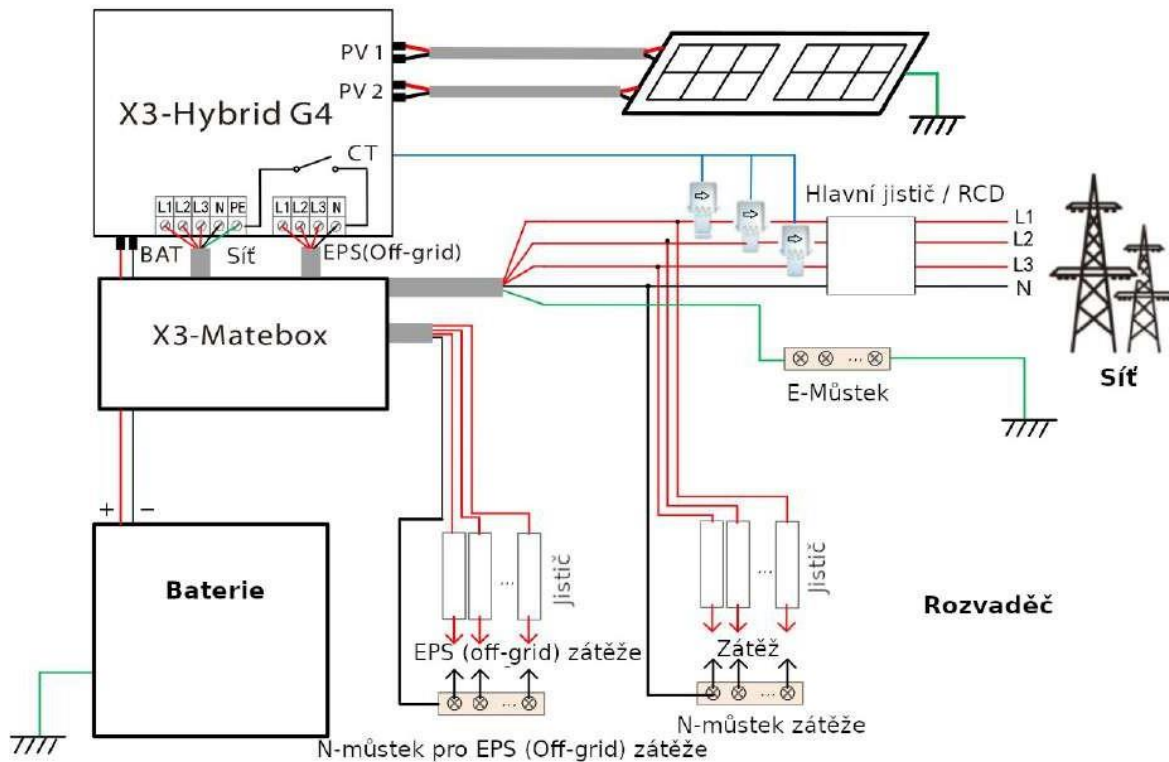 PV 1
PV 2
X3-Hybrid G4
CT
L1 L2 L3 N PE
L1 L2 L3 N
BAT
Síť
EPS(Off-grid)
Hlavní jistič / RCD
L1
L2
L3
N
X3-Matebox
Síť
...
E-Můstek
+
−
Baterie
...
Jistič
...
Jistič
Rozvaděč
EPS (off-grid) zátěže
Zátěž
...
...
N-můstek zátěže
N-můstek pro EPS (Off-grid) zátěže